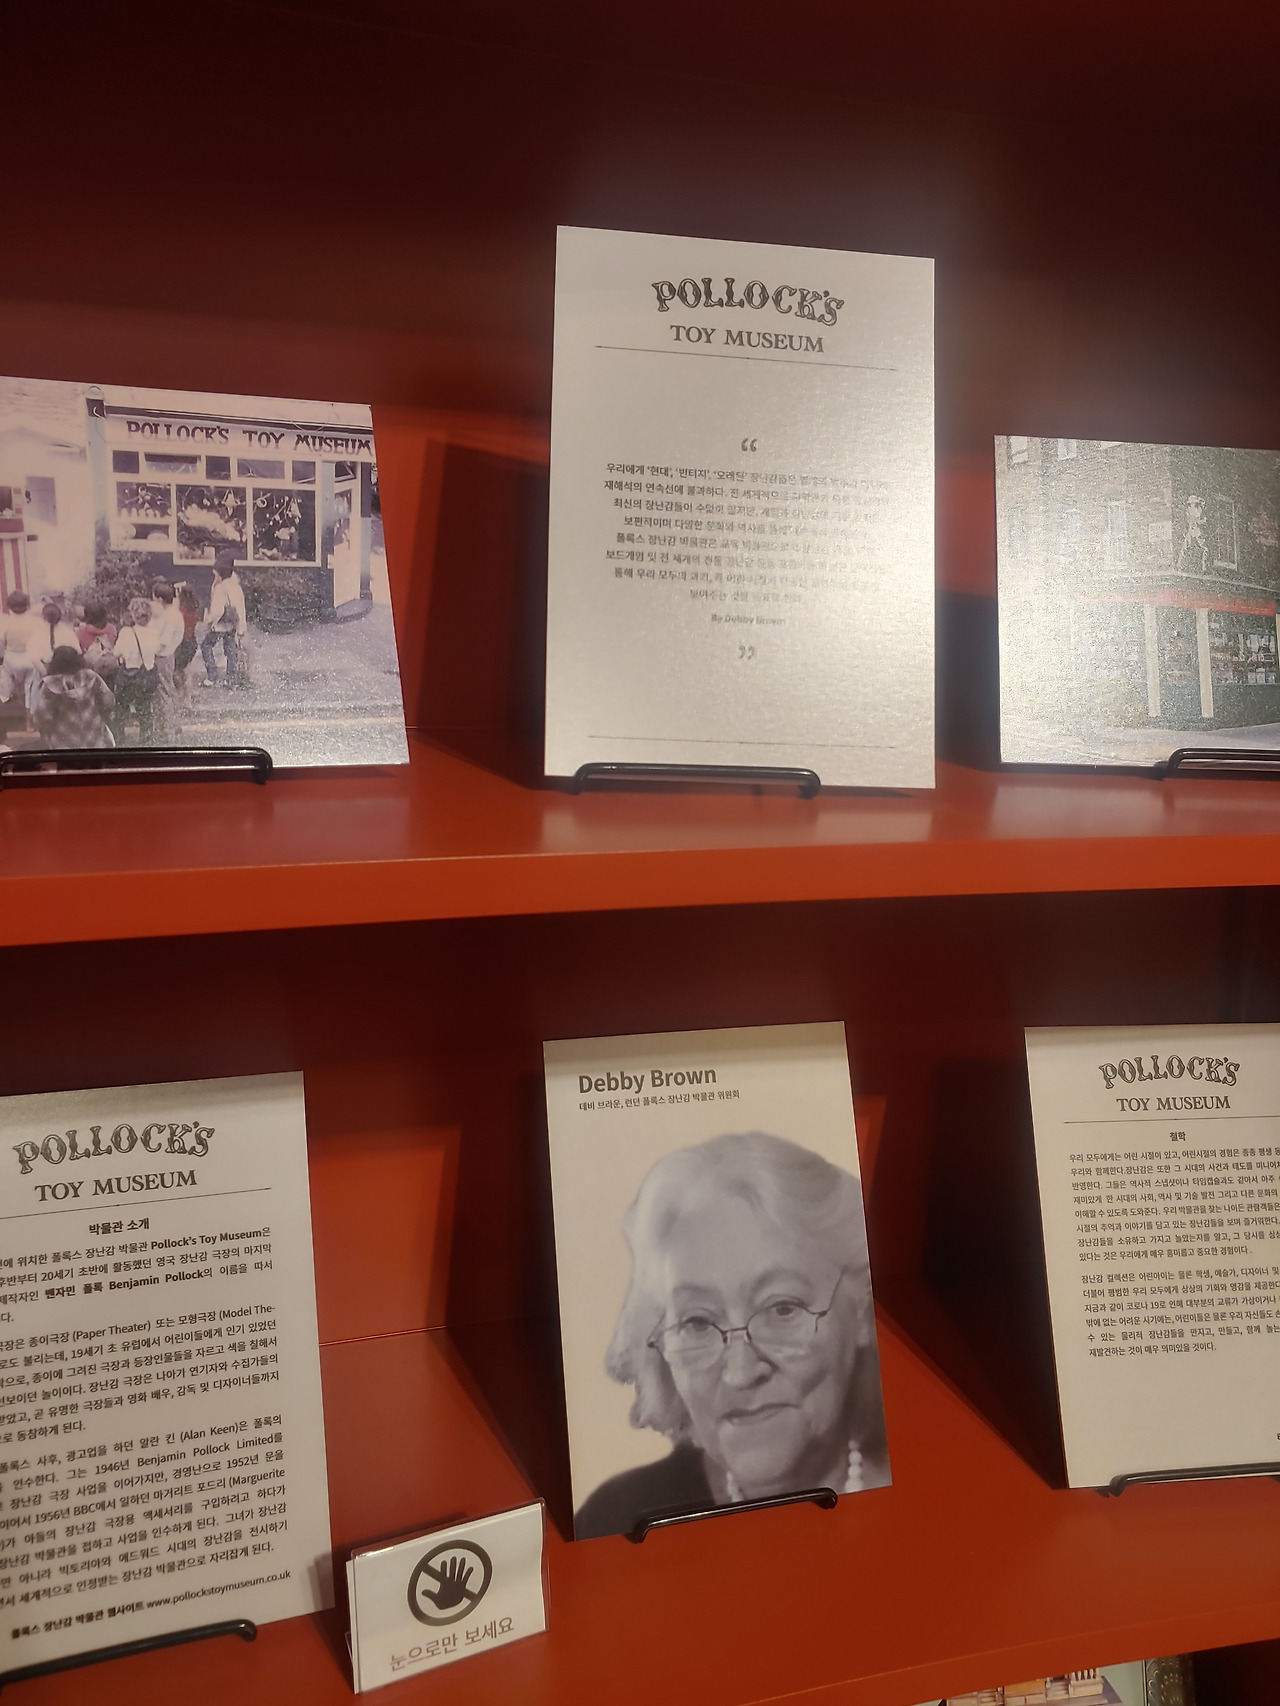 POLLOCK'S TOY MUSEUM
POLLOCK'S
TOY MUSEUM
“
우리에게 '현대', '빈티지', '오래된' 장난감들은
재해석의 연속선에 불과하다. 전 세계적으로
최신의 장난감들이 수없이
보편적이며 다양한 문화와 역사를
폴록스 장난감 박물관은 교육
보드게임 및 전 세계의 전통 장난감
통해 우리 모두의 과거, 즉 어린 시절
보여주는 것을
By Debby Brown
”
POLLOCK'S
TOY MUSEUM
박물관 소개
에 위치한 폴록스 장난감 박물관 Pollock's Toy Museum은
후반부터 20세기 초반에 활동했던 영국 장난감 극장의 마지막
제작자인 벤자민 폴록 Benjamin Pollock의 이름을 따서
다.
극장은 종이극장 (Paper Theater) 또는 모형극장 (Model The-
로도 불리는데, 19세기 초 유럽에서 어린이들에게 인기 있었던
으로, 종이에 그려진 극장과 등장인물들을 자르고 색을 칠해서
선보이던 놀이이다. 장난감 극장은 나아가 연기자와 수집가들의
받았고, 곧 유명한 극장들과 영화 배우, 감독 및 디자이너들까지
로 동참하게 된다.
폴록스 사후, 광고업을 하던 알란 킨 (Alan Keen)은 폴록의
인수한다. 그는 1946년 Benjamin Pollock Limited를
장난감 극장 사업을 이어가지만, 경영난으로 1952년 문을
이어서 1956년 BBC에서 일하던 마거리트 포드리 (Marguerite
)가 아들의 장난감 극장용 액세서리를 구입하려고 하다가
장난감 박물관을 접하고 사업을 인수하게 된다. 그녀가 장난감
만 아니라 빅토리아와 에드워드 시대의 장난감을 전시하기
서 세계적으로 인정받는 장난감 박물관으로 자리잡게 된다.
폴록스 장난감 박물관 웹사이트 www.pollockstoymuseum.co.uk
눈으로만 보세요
Debby Brown
데비 브라운, 런던 폴록스 장난감 박물관 위원회
POLLOCK'S
TOY MUSEUM
철학
우리 모두에게는 어린 시절이 있고, 어린시절의 경험은 종종 평생
우리와 함께한다.장난감은 또한 그 시대의 사건과 태도를 미니어처
반영한다. 그들은 역사적 스냅샷이나 타임캡슐과도 같아서 아주
재미있게 한 시대의 사회, 역사 및 기술 발전 그리고 다른 문화의
이해할 수 있도록 도와준다. 우리 박물관을 찾는 나이든 관람객들은
시절의 추억과 이야기를 담고 있는 장난감들을 보며 즐거워한다.
장난감들을 소유하고 가지고 놀았는지를 알고, 그 당시를 상상
있다는 것은 우리에게 매우 흥미롭고 중요한 경험이다.
장난감 컬렉션은 어린아이는 물론 학생, 예술가, 디자이너 및
더불어 평범한 우리 모두에게 상상의 기회와 영감을 제공한다
지금과 같이 코로나 19로 인해 대부분의 교류가 가상이거나
밖에 없는 어려운 시기에는, 어린이들은 물론 우리 자신들도 손
수 있는 물리적 장난감들을 만지고, 만들고, 함께 놀는
재발견하는 것이 매우 의미있을 것이다.